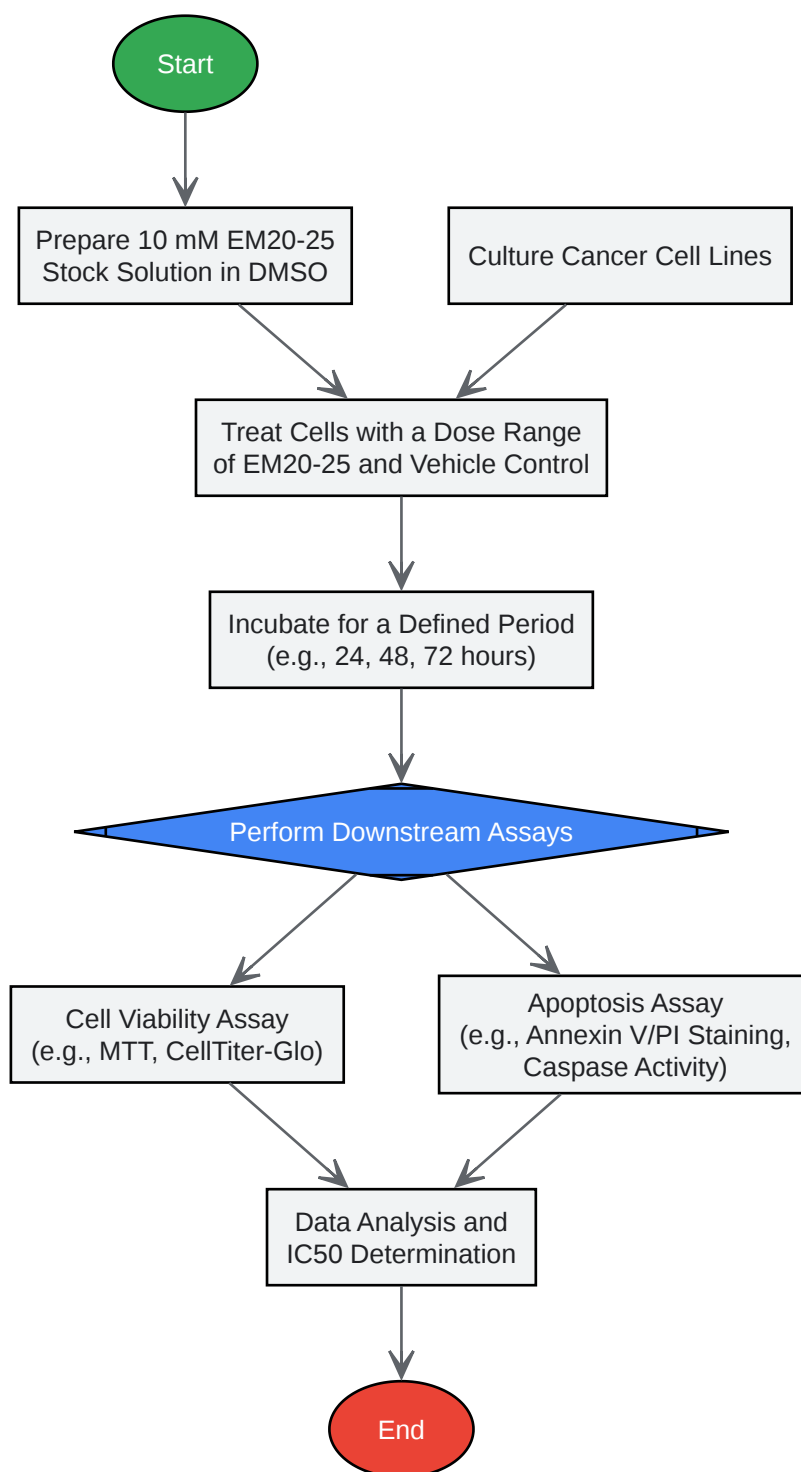 Start
Prepare 10 mM EM20-25
Stock Solution in DMSO
Culture Cancer Cell Lines
Treat Cells with a Dose Range
of EM20-25 and Vehicle Control
Incubate for a Defined Period
(e.g., 24, 48, 72 hours)
Perform Downstream Assays
Cell Viability Assay
(e.g., MTT, CellTiter-Glo)
Apoptosis Assay
(e.g., Annexin V/PI Staining,
Caspase Activity)
Data Analysis and
IC50 Determination
End